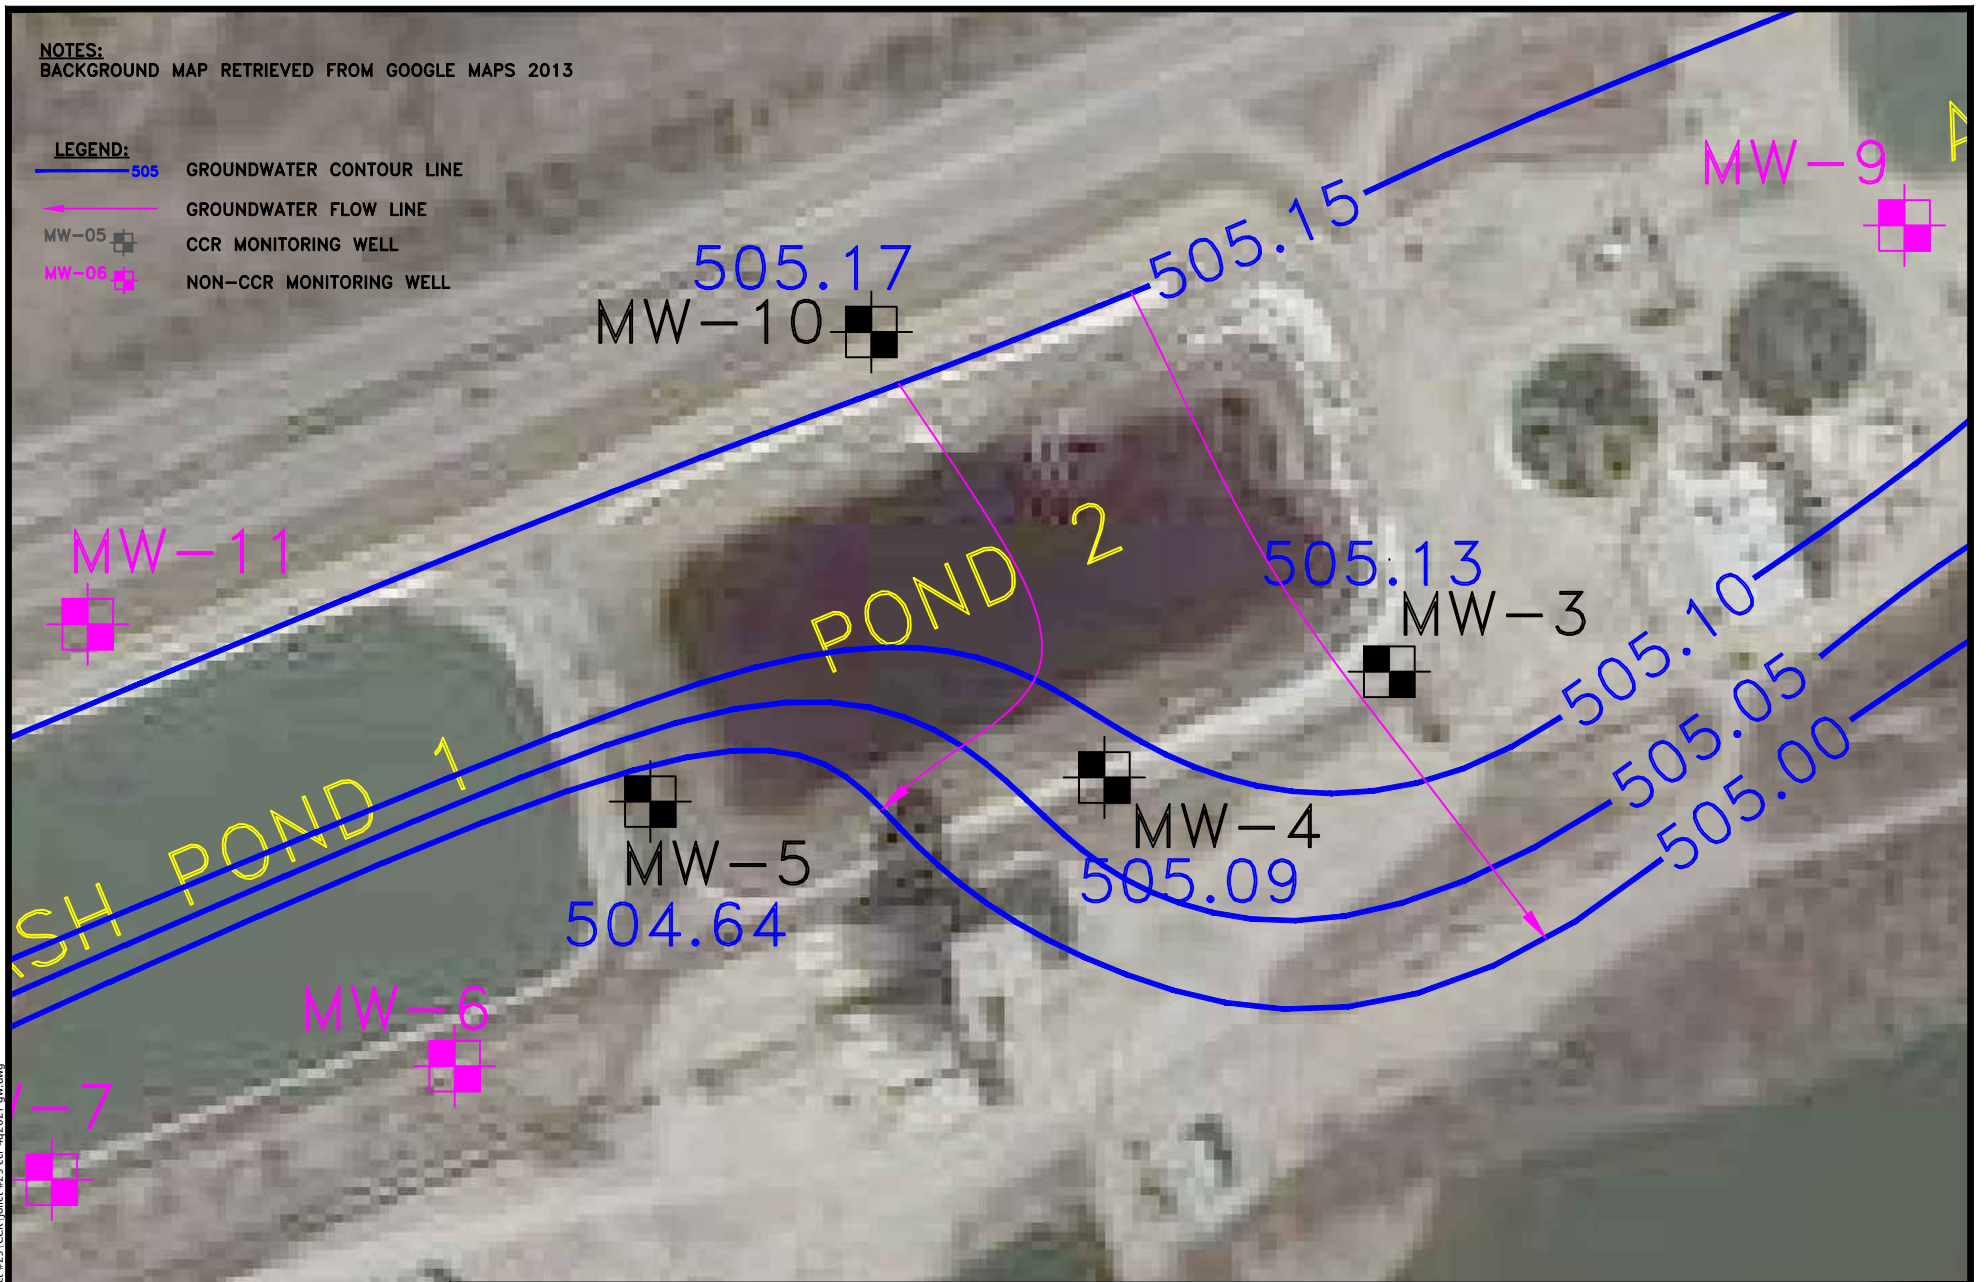 NOTES:
BACKGROUND MAP RETRIEVED FROM GOOGLE MAPS 2013
LEGEND:
505 GROUNDWATER CONTOUR LINE
GROUNDWATER FLOW LINE
MW-05 CCR MONITORING WELL
MW-06 NON-CCR MONITORING WELL
A
MW-9
505.15
505.17
MW-10
MW-11
POND 2
505.13
MW-3
505.10
505.05
505.00
SH POND 1
MW-5
504.64
MW-4
505.09
MW-6
-7